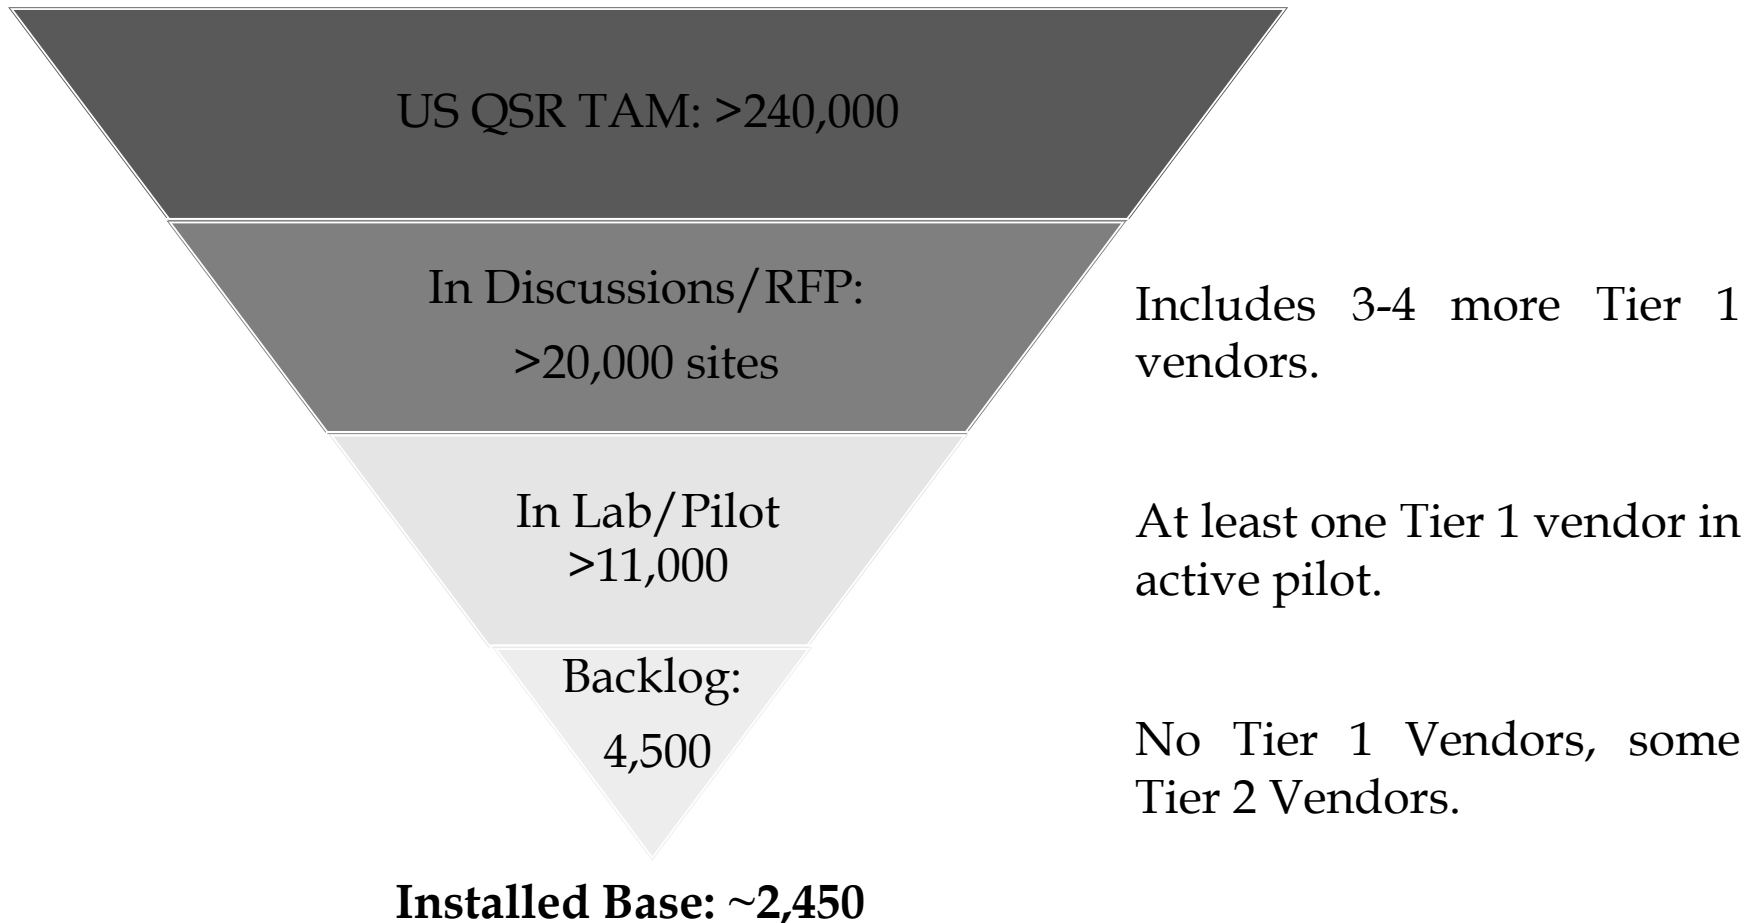 US QSR TAM: >240,000
In Discussions/RFP:
>20,000 sites
Includes 3-4 more Tier 1
vendors.
In Lab/Pilot
>11,000
At least one Tier 1 vendor in
active pilot.
Backlog:
4,500
No Tier 1 Vendors, some
Tier 2 Vendors.
Installed Base: ~2,450